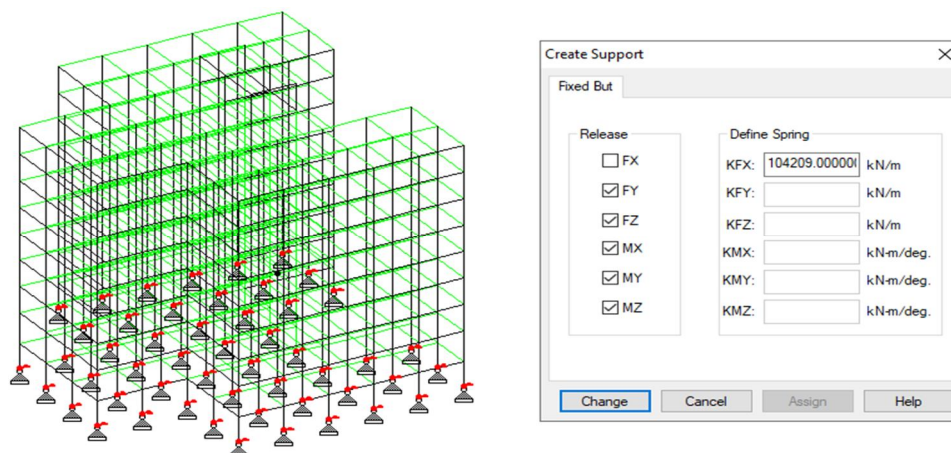 Create Support
Fixed But
Release
FX
FY
FZ
MX
MY
MZ
Define Spring
KFX: 104209.000000 kN/m
KFY: kN/m
KFZ: kN/m
KMX: kN-m/deg.
KMY: kN-m/deg.
KMZ: kN-m/deg.
Change Cancel Assign Help